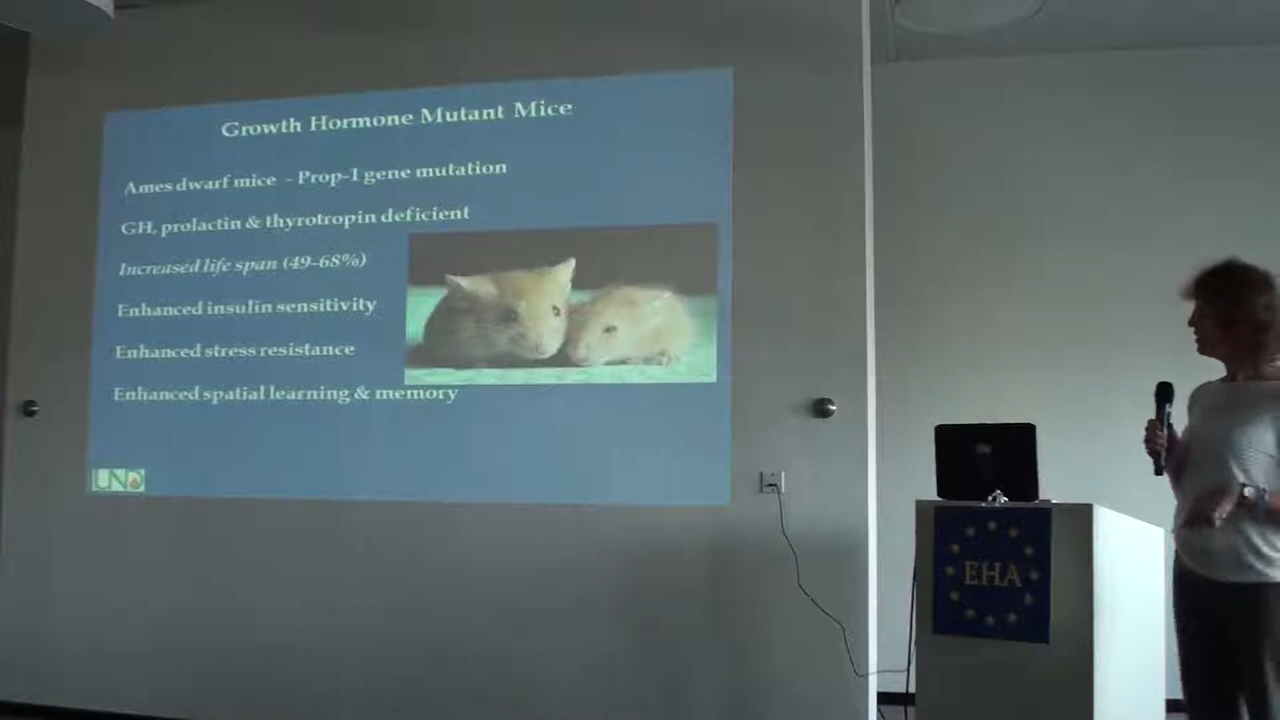 Growth Hormone Mutant Mice
Ames dwarf mice - Prop-1 gene mutation
GH, prolactin & thyrotropin deficient
Increased life span (49-68%)
Enhanced insulin sensitivity
Enhanced stress resistance
Enhanced spatial learning & memory
UND
EHA